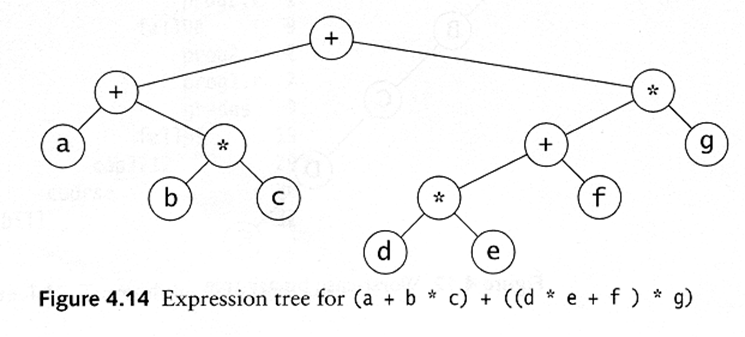 +
+ *
a * + g
b c * f
d e
Figure 4.14 Expression tree for (a + b * c) + ((d * e + f ) * g)